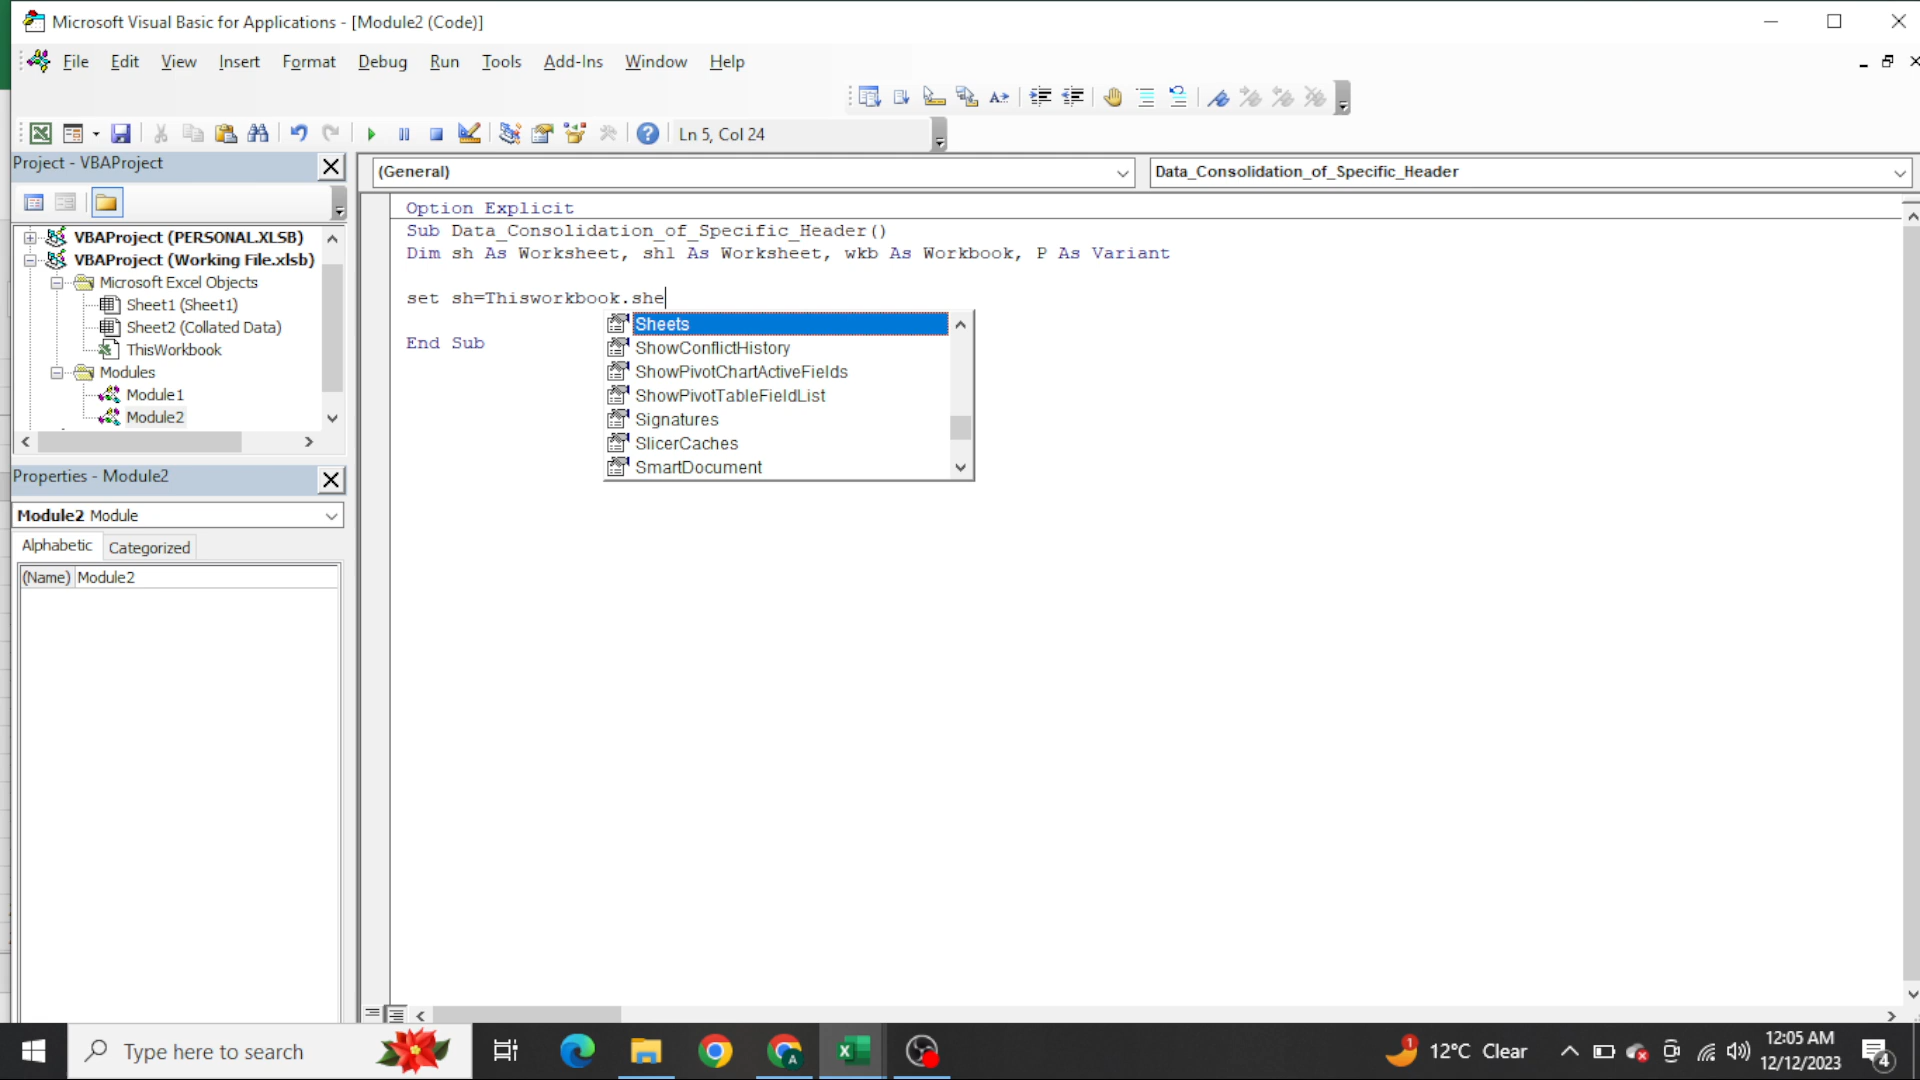 Microsoft Visual Basic for Applications - [Module2 (Code)]
File Edit View Insert Format Debug Run Tools Add-Ins Window Help
Ln 5, Col 24
Project - VBAProject
(General)
Data_Consolidation_of_Specific_Header
VBAProject (PERSONAL.XLSB)
VBAProject (Working File.xlsb)
Microsoft Excel Objects
Sheet1 (Sheet1)
Sheet2 (Collated Data)
ThisWorkbook
Modules
Module1
Module2
Option Explicit
Sub Data_Consolidation_of_Specific_Header()
Dim sh As Worksheet, sh1 As Worksheet, wkb As Workbook, P As Variant
set sh=Thisworkbook.she
End Sub
Sheets
ShowConflictHistory
ShowPivotChartActiveFields
ShowPivotTableFieldList
Signatures
SlicerCaches
SmartDocument
Properties - Module2
Module2 Module
Alphabetic Categorized
(Name) Module2
Type here to search
A
1
12°C Clear
12:05 AM
12/12/2023
4